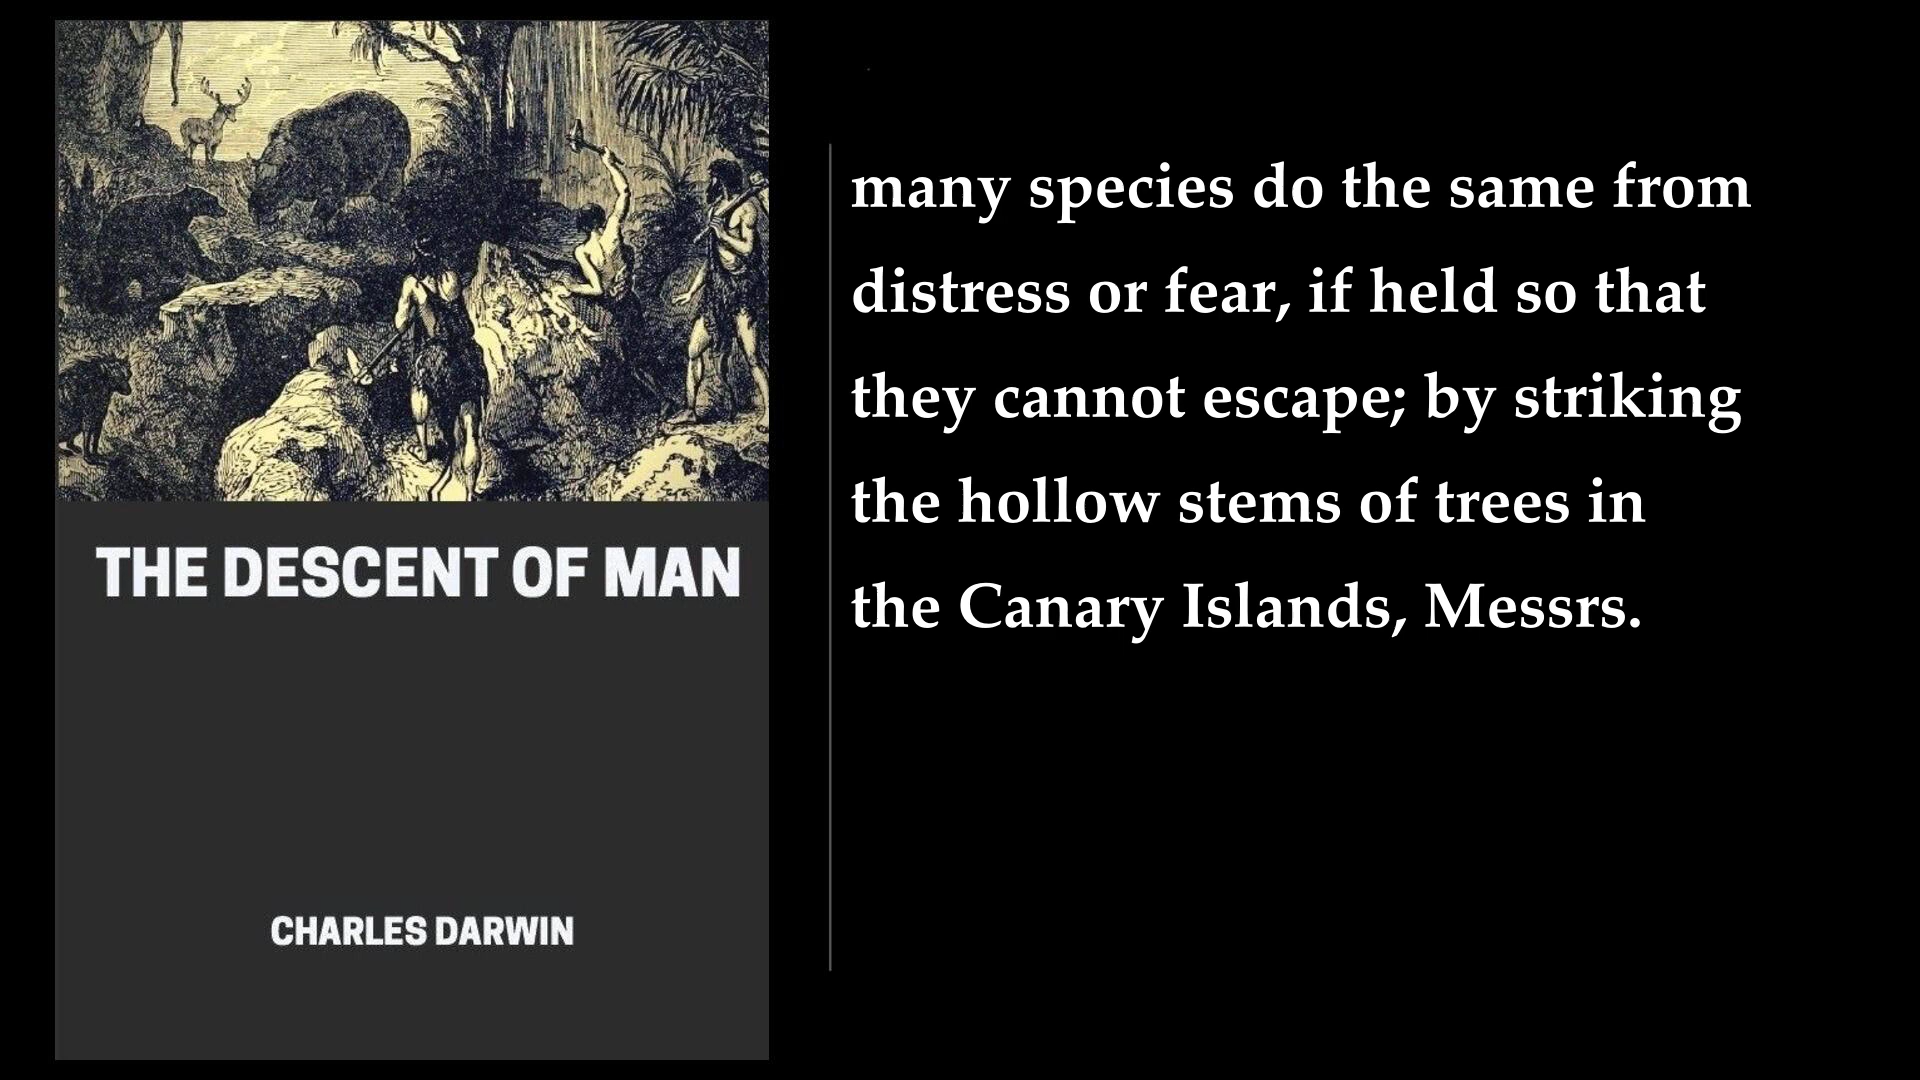 THE DESCENT OF MAN
CHARLES DARWIN
many species do the same from
distress or fear, if held so that
they cannot escape; by striking
the hollow stems of trees in
the Canary Islands, Messrs.